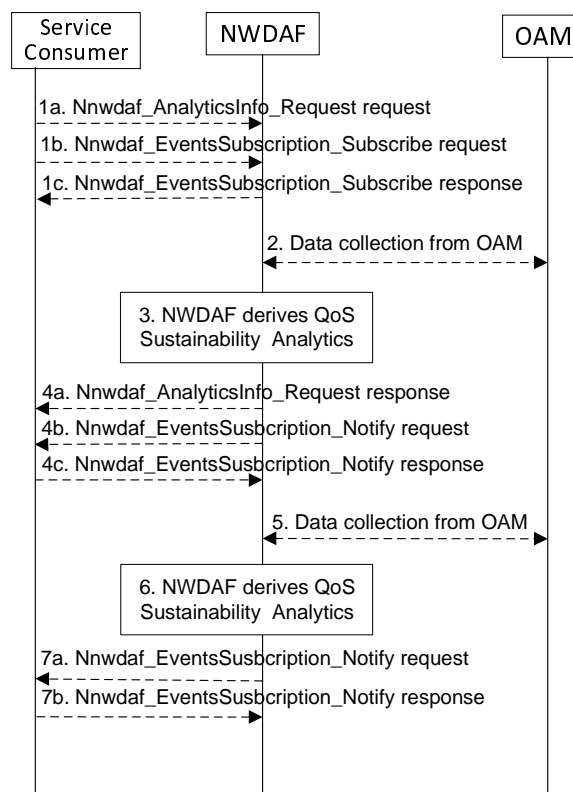 Service
Consumer
NWDAF
OAM
1a. Nnwdaf_AnalyticsInfo_Request request
1b. Nnwdaf_EventsSubscription_Subscribe request
1c. Nnwdaf_EventsSubscription_Subscribe response
2. Data collection from OAM
3. NWDAF derives QoS
Sustainability Analytics
4a. Nnwdaf_AnalyticsInfo_Request response
4b. Nnwdaf_EventsSusbcription_Notify request
4c. Nnwdaf_EventsSusbcription_Notify response
5. Data collection from OAM
6. NWDAF derives QoS
Sustainability Analytics
7a. Nnwdaf_EventsSusbcription_Notify request
7b. Nnwdaf_EventsSusbcription_Notify response